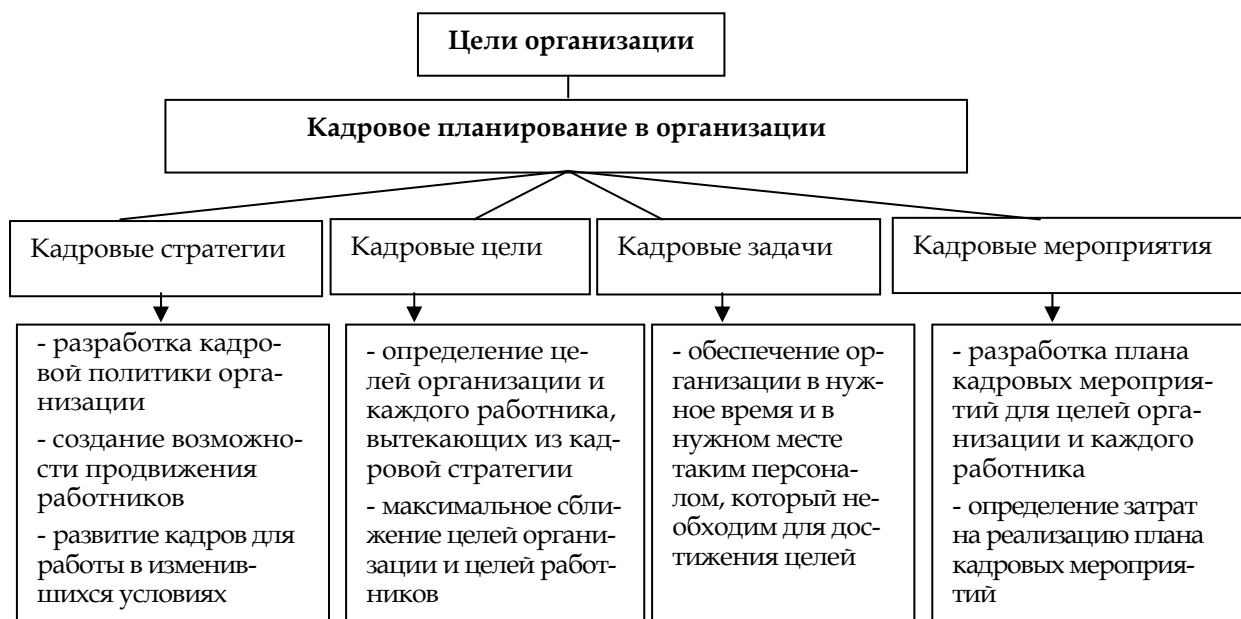 Цели организации
Кадровое планирование в организации
Кадровые стратегии
Кадровые цели
Кадровые задачи
Кадровые мероприятия
- разработка кадро-
вой политики орга-
низации
- создание возможно-
сти продвижения
работников
- развитие кадров для
работы в изменив-
шихся условиях
- определение це-
лей организации и
каждого работника,
вытекающих из кад-
ровой стратегии
- максимальное сбли-
жение целей органи-
зации и целей работ-
ников
- обеспечение ор-
ганизации в нуж-
ное время и в
нужном месте
таким персона-
лом, который не-
обходим для дос-
тижения целей
- разработка плана
кадровых мероприя-
тий для целей орга-
низации и каждого
работника
- определение затрат
на реализацию плана
кадровых мероприя-
тий